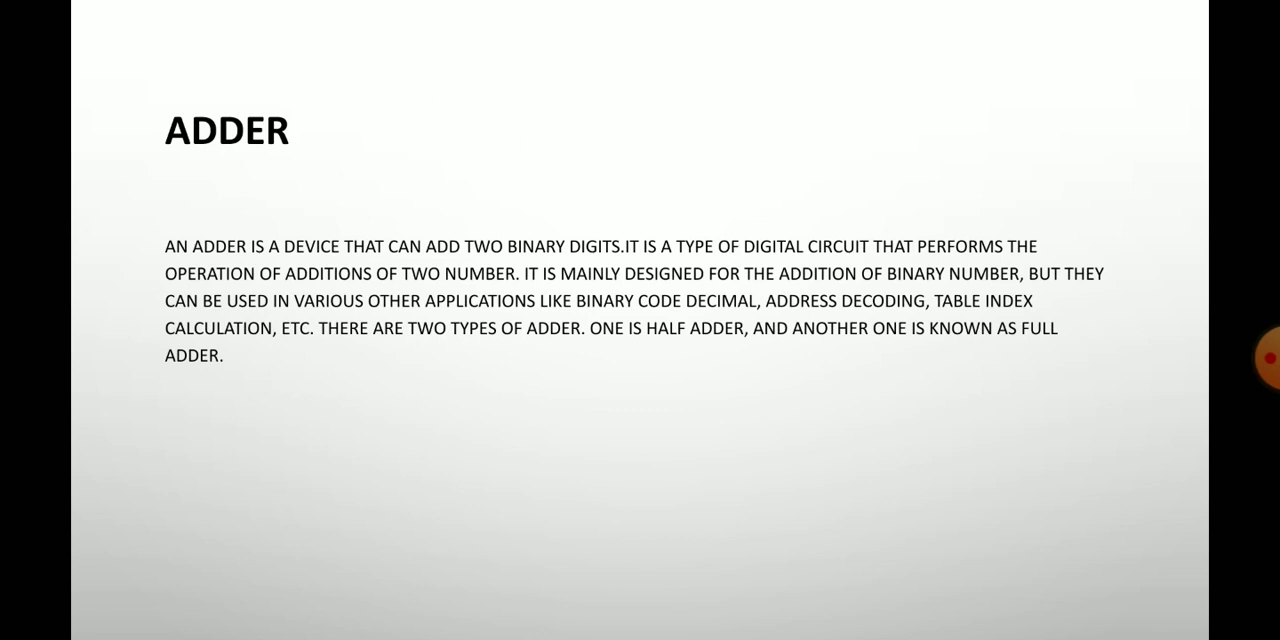 ADDER
AN ADDER IS A DEVICE THAT CAN ADD TWO BINARY DIGITS.IT IS A TYPE OF DIGITAL CIRCUIT THAT PERFORMS THE
OPERATION OF ADDITIONS OF TWO NUMBER. IT IS MAINLY DESIGNED FOR THE ADDITION OF BINARY NUMBER, BUT THEY
CAN BE USED IN VARIOUS OTHER APPLICATIONS LIKE BINARY CODE DECIMAL, ADDRESS DECODING, TABLE INDEX
CALCULATION, ETC. THERE ARE TWO TYPES OF ADDER. ONE IS HALF ADDER, AND ANOTHER ONE IS KNOWN AS FULL
ADDER.